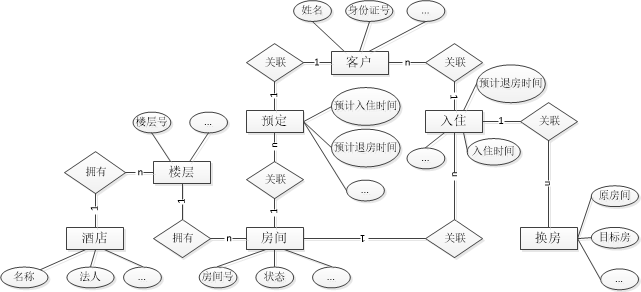 姓名
身份证号
...
关联
1
客户
n
关联
1
1
预计退房时间
楼层号
...
预定
预计入住时间
入住
1
关联
预计退房时间
...
入住时间
n
拥有
n
楼层
关联
...
n
n
1
1
1
原房间
酒店
拥有
n
房间
1
关联
换房
目标房
名称
法人
...
房间号
状态
...
...